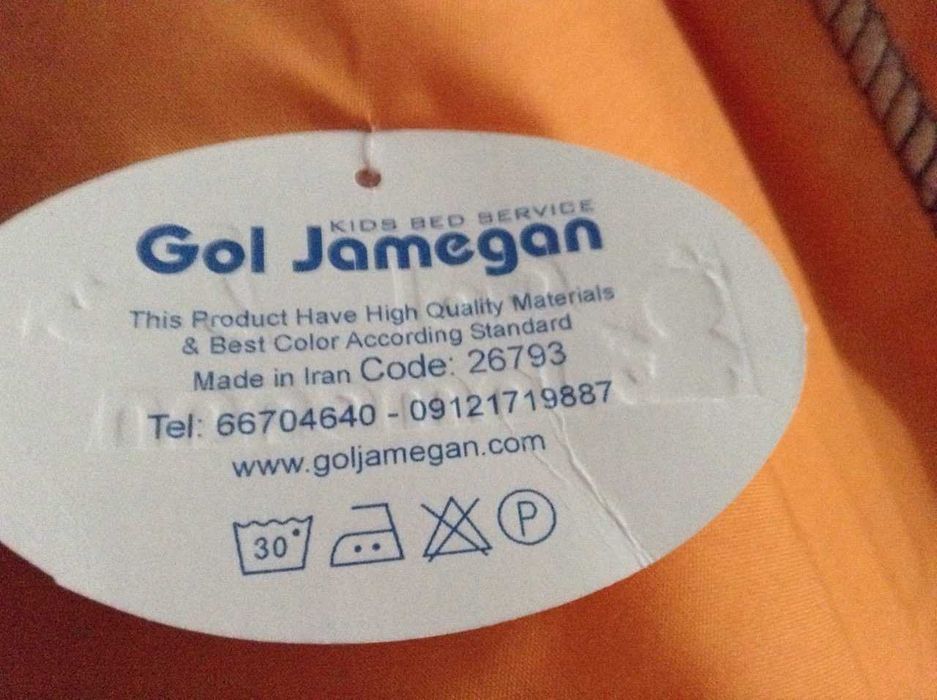 KIDS BED SERVICE
Gol Jamegan
This Product Have High Quality Materials
& Best Color According Standard
Made in Iran Code: 26793
Tel: 66704640 - 09121719887
www.goljamegan.com
30° P